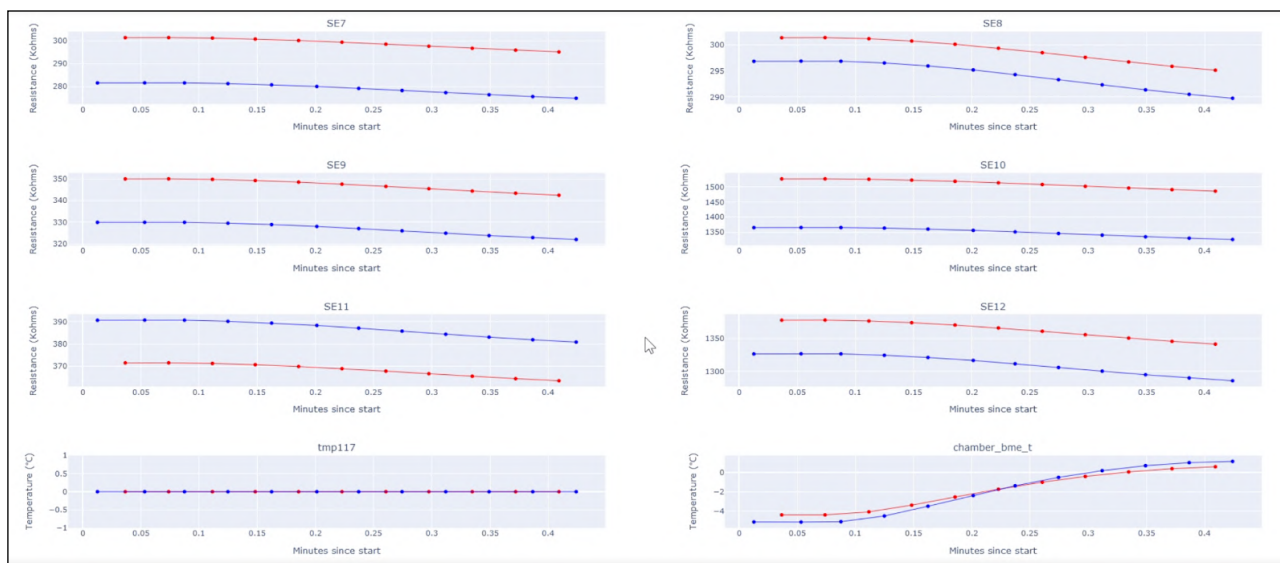 SE7
SE8
Resistance (Kohms)
300
290
280
Resistance (Kohms)
300
295
290
0 0.05 0.1 0.15 0.2 0.25 0.3 0.35 0.4
0 0.05 0.1 0.15 0.2 0.25 0.3 0.35 0.4
Minutes since start
Minutes since start
SE9
SE10
Resistance (Kohms)
350
340
330
320
Resistance (Kohms)
1500
1450
1400
1350
0 0.05 0.1 0.15 0.2 0.25 0.3 0.35 0.4
0 0.05 0.1 0.15 0.2 0.25 0.3 0.35 0.4
Minutes since start
Minutes since start
SE11
SE12
Resistance (Kohms)
390
380
370
Resistance (Kohms)
1350
1300
0 0.05 0.1 0.15 0.2 0.25 0.3 0.35 0.4
0 0.05 0.1 0.15 0.2 0.25 0.3 0.35 0.4
Minutes since start
Minutes since start
tmp117
chamber_bme_t
Temperature (℃)
1
0.5
0
−0.5
−1
Temperature (℃)
0
−2
−4
0 0.05 0.1 0.15 0.2 0.25 0.3 0.35 0.4
0 0.05 0.1 0.15 0.2 0.25 0.3 0.35 0.4
Minutes since start
Minutes since start